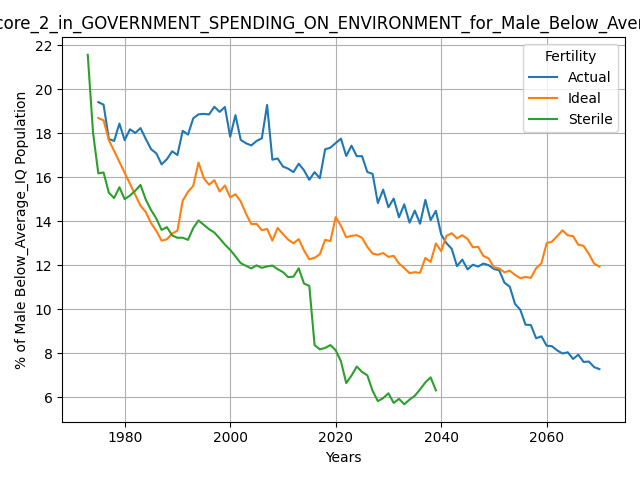 core_2_in_GOVERNMENT_SPENDING_ON_ENVIRONMENT_for_Male_Below_Aver
22
20
18
16
14
12
10
8
6
% of Male Below_Average_IQ Population
1980
2000
2020
2040
2060
Years
Fertility
Actual
Ideal
Sterile